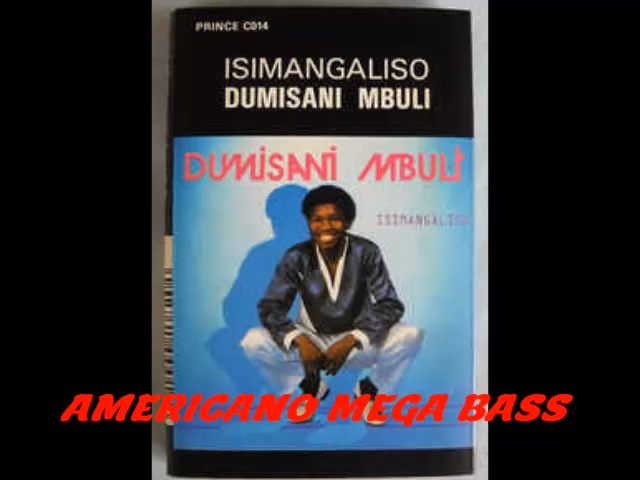 PRINCE C014
ISIMANGALISO
DUMISANI MBULI
DUMiSANi MBULi
ISIMANGALISO
AMERICANO MEGA BASS